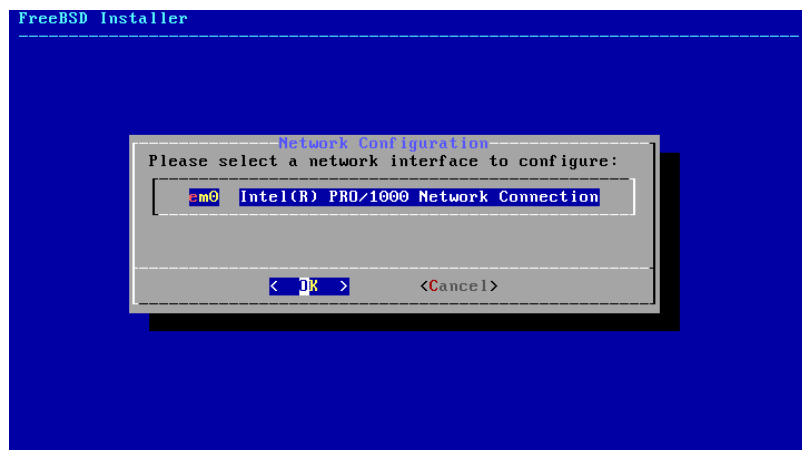 FreeBSD Installer
Network Configuration
Please select a network interface to configure:
em0 Intel(R) PRO/1000 Network Connection
< OK > <Cancel>